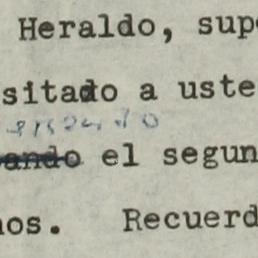 Heraldo, supe
sitado a uste
ando el segun
nos. Recuerd